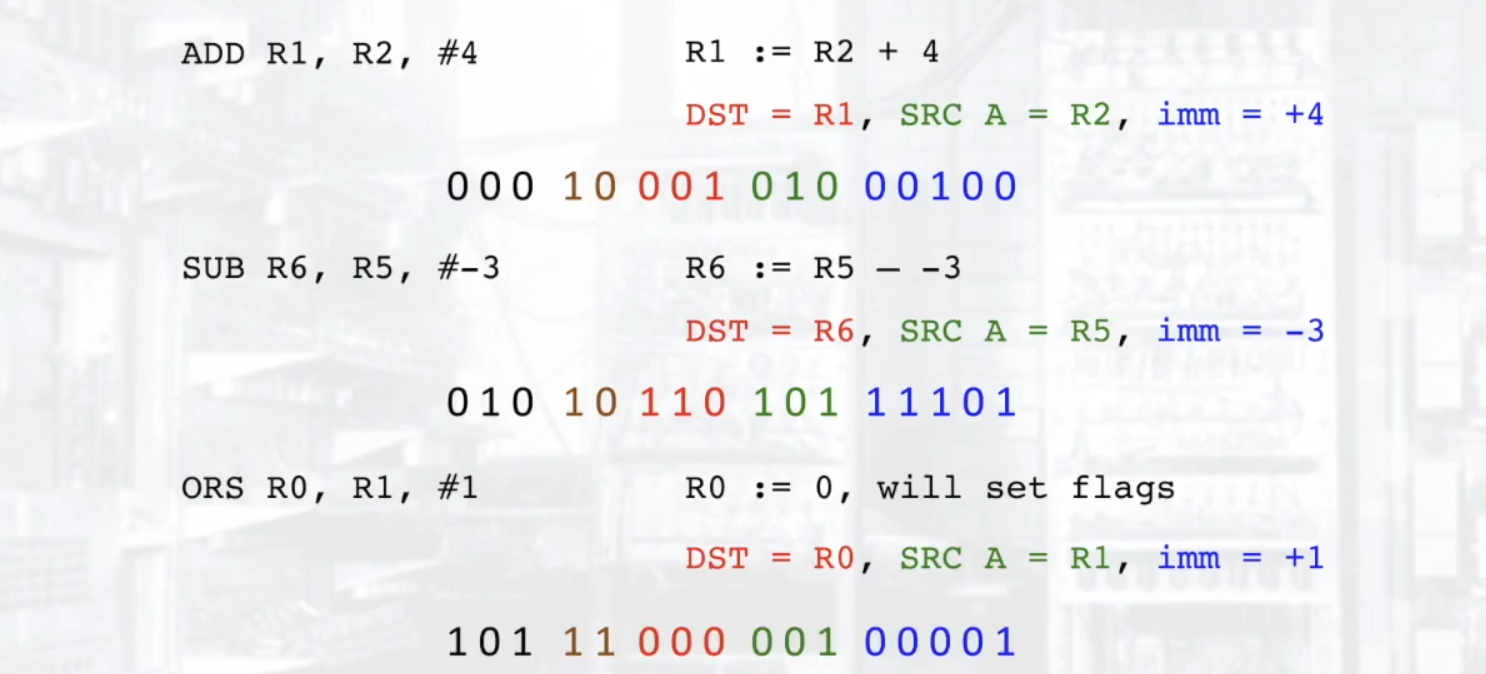 ADD R1, R2, #4 R1 := R2 + 4
DST = R1, SRC A = R2, imm = +4
000 10 001 010 00100
SUB R6, R5, #-3 R6 := R5 – -3
DST = R6, SRC A = R5, imm = -3
010 10 110 101 11101
ORS R0, R1, #1 R0 := 0, will set flags
DST = R0, SRC A = R1, imm = +1
101 11 000 001 00001